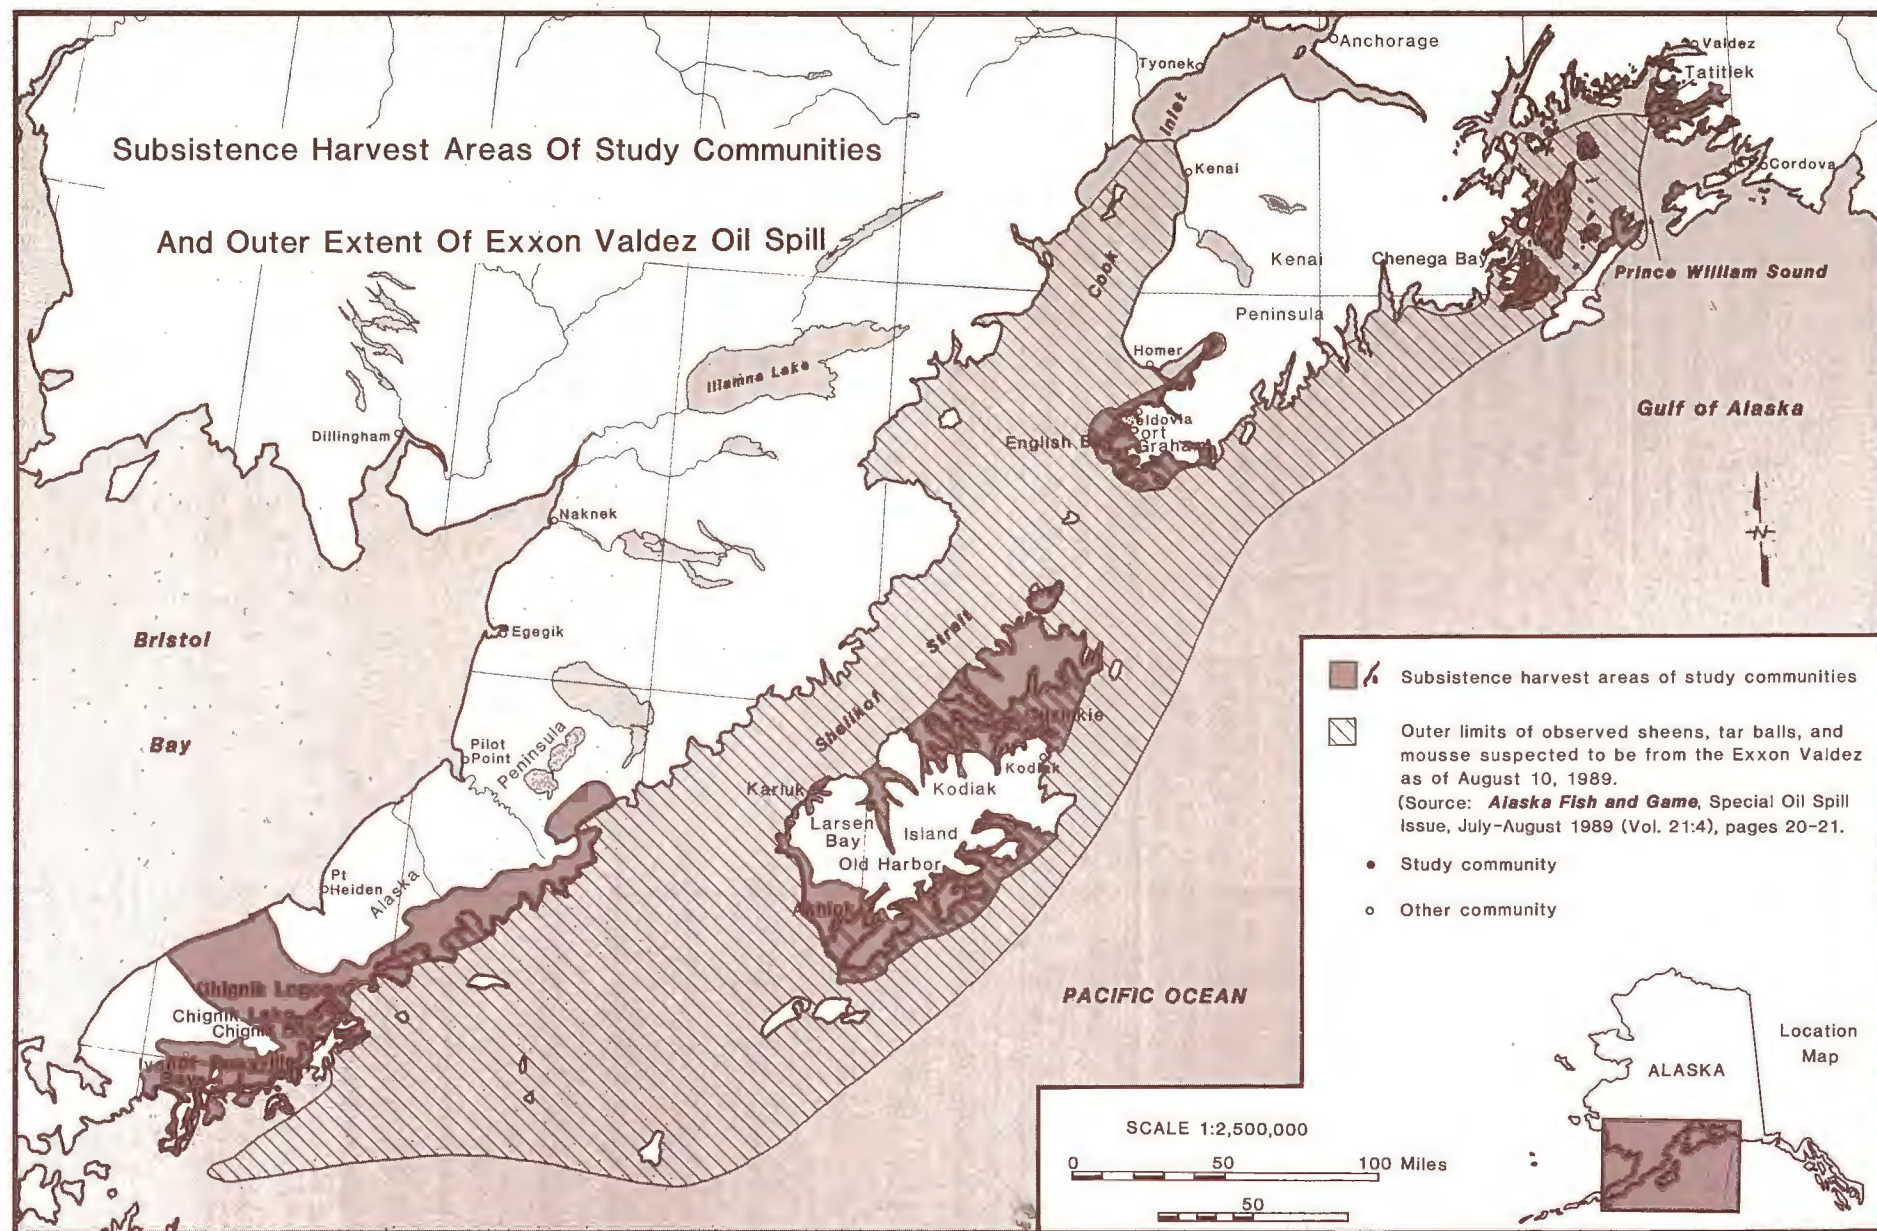 Subsistence Harvest Areas Of Study Communities
And Outer Extent Of Exxon Valdez Oil Spill
Anchorage
Tyonek
Valdez
Tatitlek
Inlet
Kenai
Cordova
Cook
Kenai
Chenega Bay
Prince William Sound
Peninsula
Homer
Iliamna Lake
Gulf of Alaska
Dillingham
Port
English
Graham
Naknek
N
Bristol
Egegik
Strait
Shelikof
Bay
Pilot
Point
Peninsula
Kodiak
Karluk
Kodiak
Larsen
Bay
Island
Old Harbor
Pt
Heiden
Alaska
Akhiok
PACIFIC OCEAN
Chignik Lagoon
Chignik Lake
Chignik
Bay
Subsistence harvest areas of study communities
Outer limits of observed sheens, tar balls, and
mousse suspected to be from the Exxon Valdez
as of August 10, 1989.
(Source: Alaska Fish and Game, Special Oil Spill
Issue, July-August 1989 (Vol. 21:4), pages 20-21.
Study community
Other community
Location
Map
ALASKA
SCALE 1:2,500,000
0 50 100 Miles
50